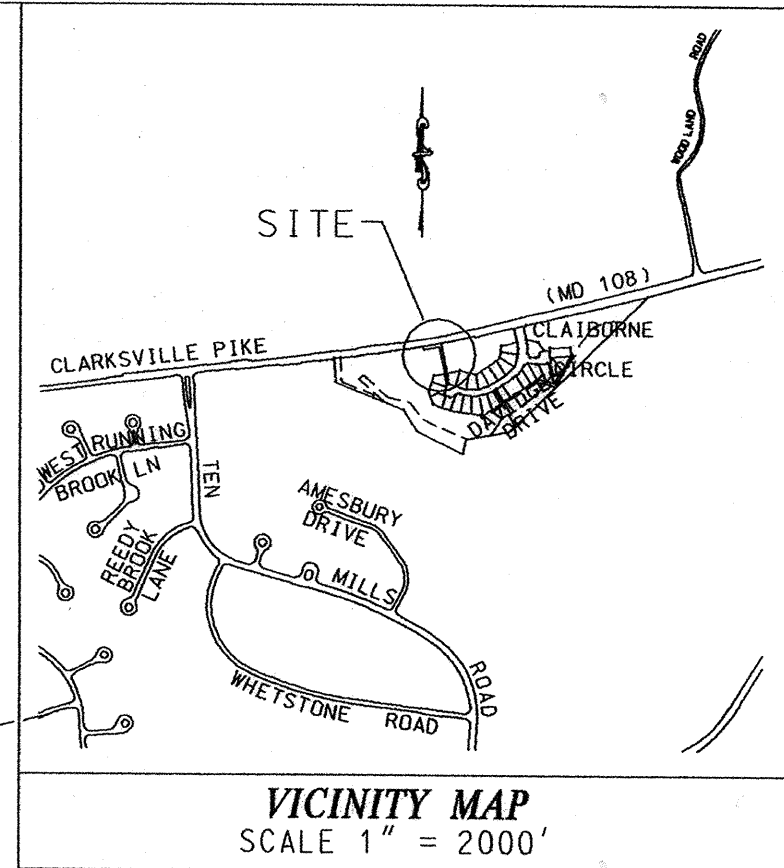 ROAD
WOOD LAND
SITE
(MD 108)
CLARKSVILLE PIKE
CLAIBORNE
CIRCLE
DAVIDGE
DRIVE
WEST RUNNING
BROOK LN
TEN
AMESBURY
DRIVE
REEDY
BROOK
LANE
MILLS
ROAD
WHETSTONE ROAD
VICINITY MAP
SCALE 1" = 2000'